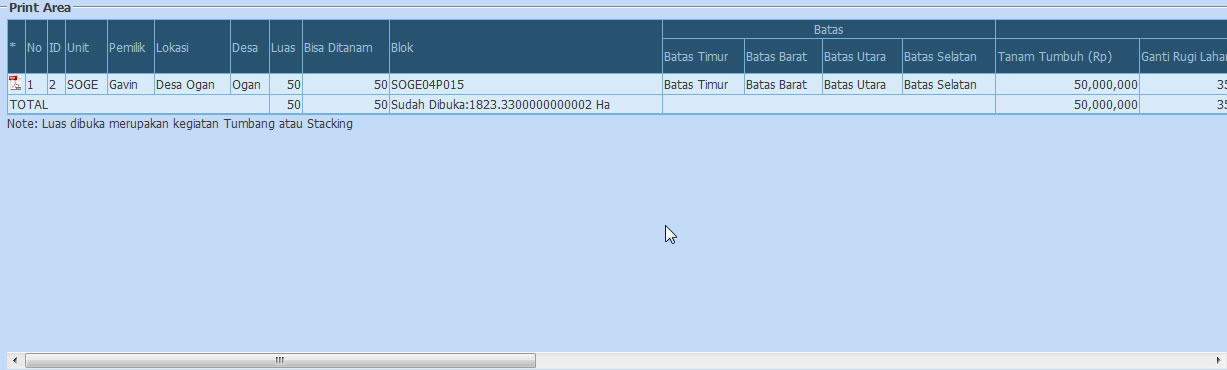 Print Area
Batas
* No ID Unit Pemilik Lokasi Desa Luas Bisa Ditanam Blok Batas Timur Batas Barat Batas Utara Batas Selatan Tanam Tumbuh (Rp) Ganti Rugi Lahan
1 2 SOGE Gavin Desa Ogan Ogan 50 50 SOGE04P015 Batas Timur Batas Barat Batas Utara Batas Selatan 50,000,000 35
TOTAL 50 50 Sudah Dibuka:1823.3300000000002 Ha 50,000,000 35
Note: Luas dibuka merupakan kegiatan Tumbang atau Stacking